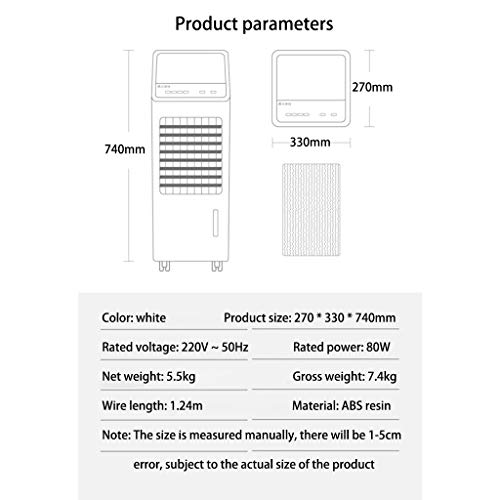 Product parameters
740mm
270mm
330mm
Color: white
Product size: 270 * 330 * 740mm
Rated voltage: 220V ~ 50Hz
Rated power: 80W
Net weight: 5.5kg
Gross weight: 7.4kg
Wire length: 1.24m
Material: ABS resin
Note: The size is measured manually, there will be 1-5cm
error, subject to the actual size of the product